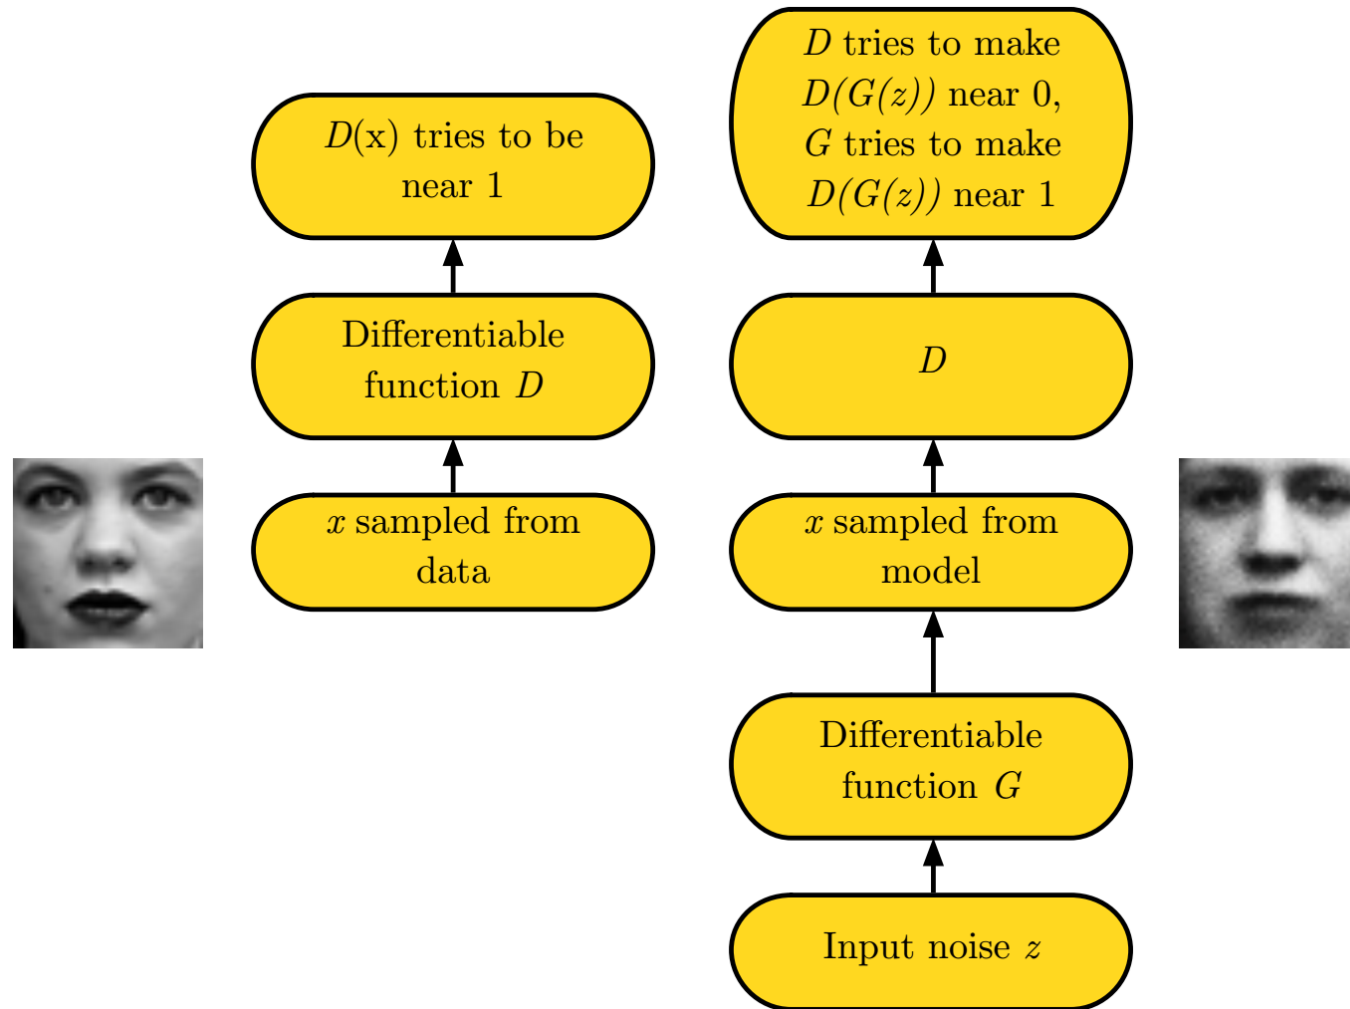 D(x) tries to be
near 1
Differentiable
function D
x sampled from
data
D tries to make
D(G(z)) near 0,
G tries to make
D(G(z)) near 1
D
x sampled from
model
Differentiable
function G
Input noise z